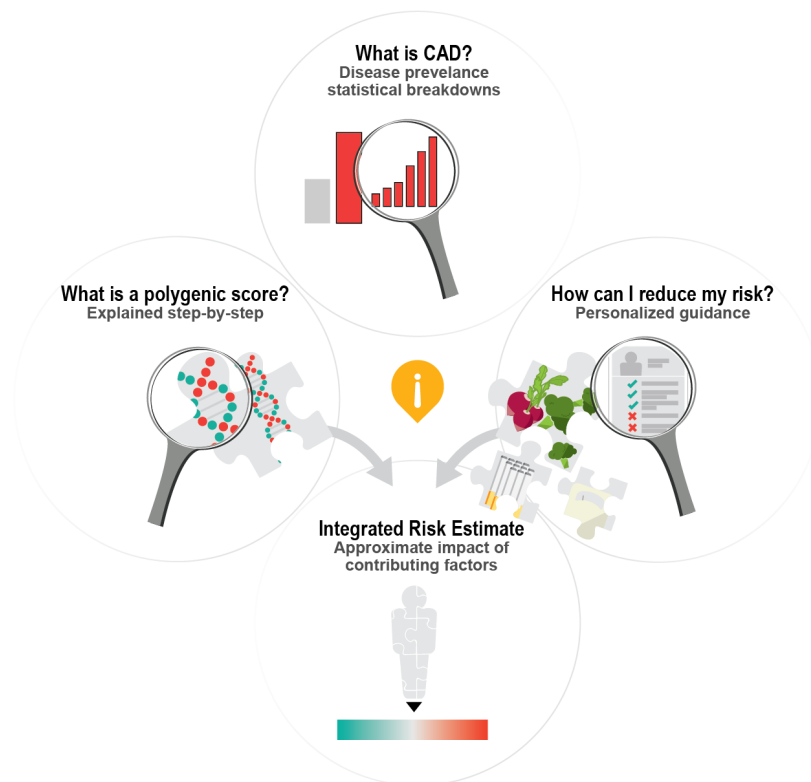 What is CAD?
Disease prevelance
statistical breakdowns
What is a polygenic score?
Explained step-by-step
How can I reduce my risk?
Personalized guidance
Integrated Risk Estimate
Approximate impact of
contributing factors